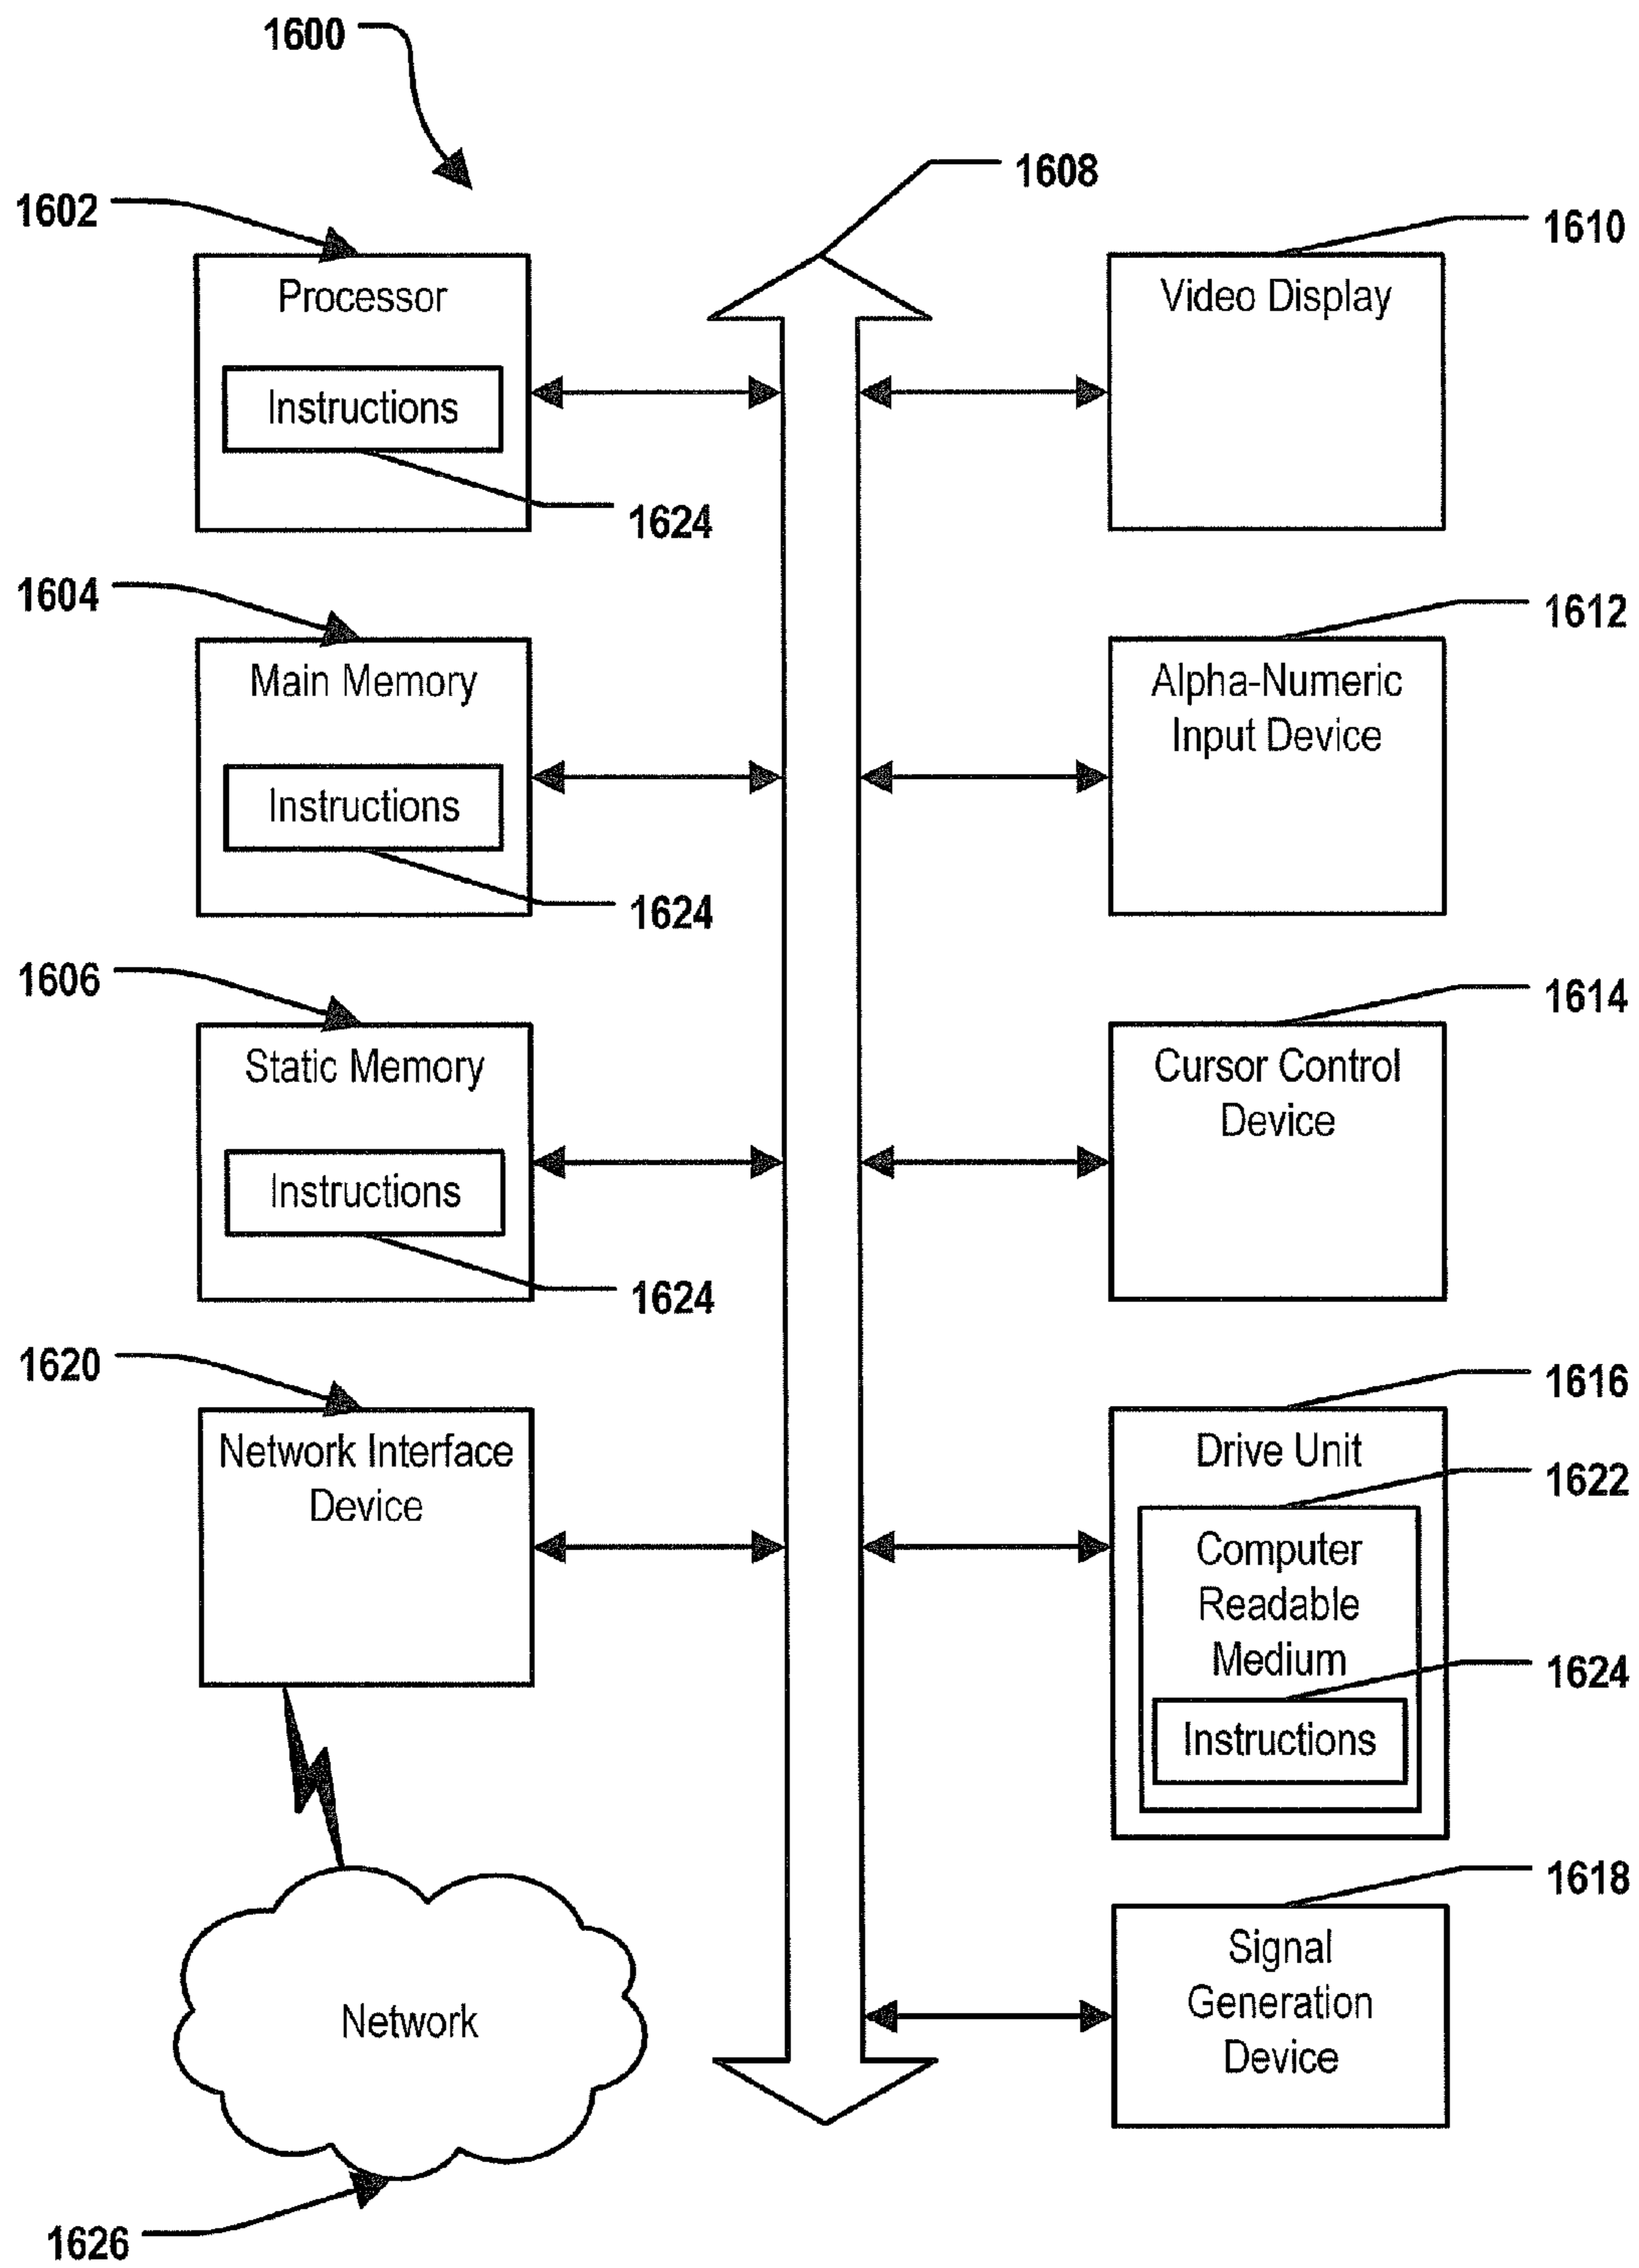 1600
1608
1602
1610
Processor
Video Display
Instructions
1624
1604
1612
Main Memory
Alpha-Numeric
Input Device
Instructions
1624
1606
1614
Static Memory
Cursor Control
Device
Instructions
1624
1620
1616
Network Interface
Device
Drive Unit
1622
Computer
Readable
Medium
1624
Instructions
1618
Signal
Generation
Device
Network
1626